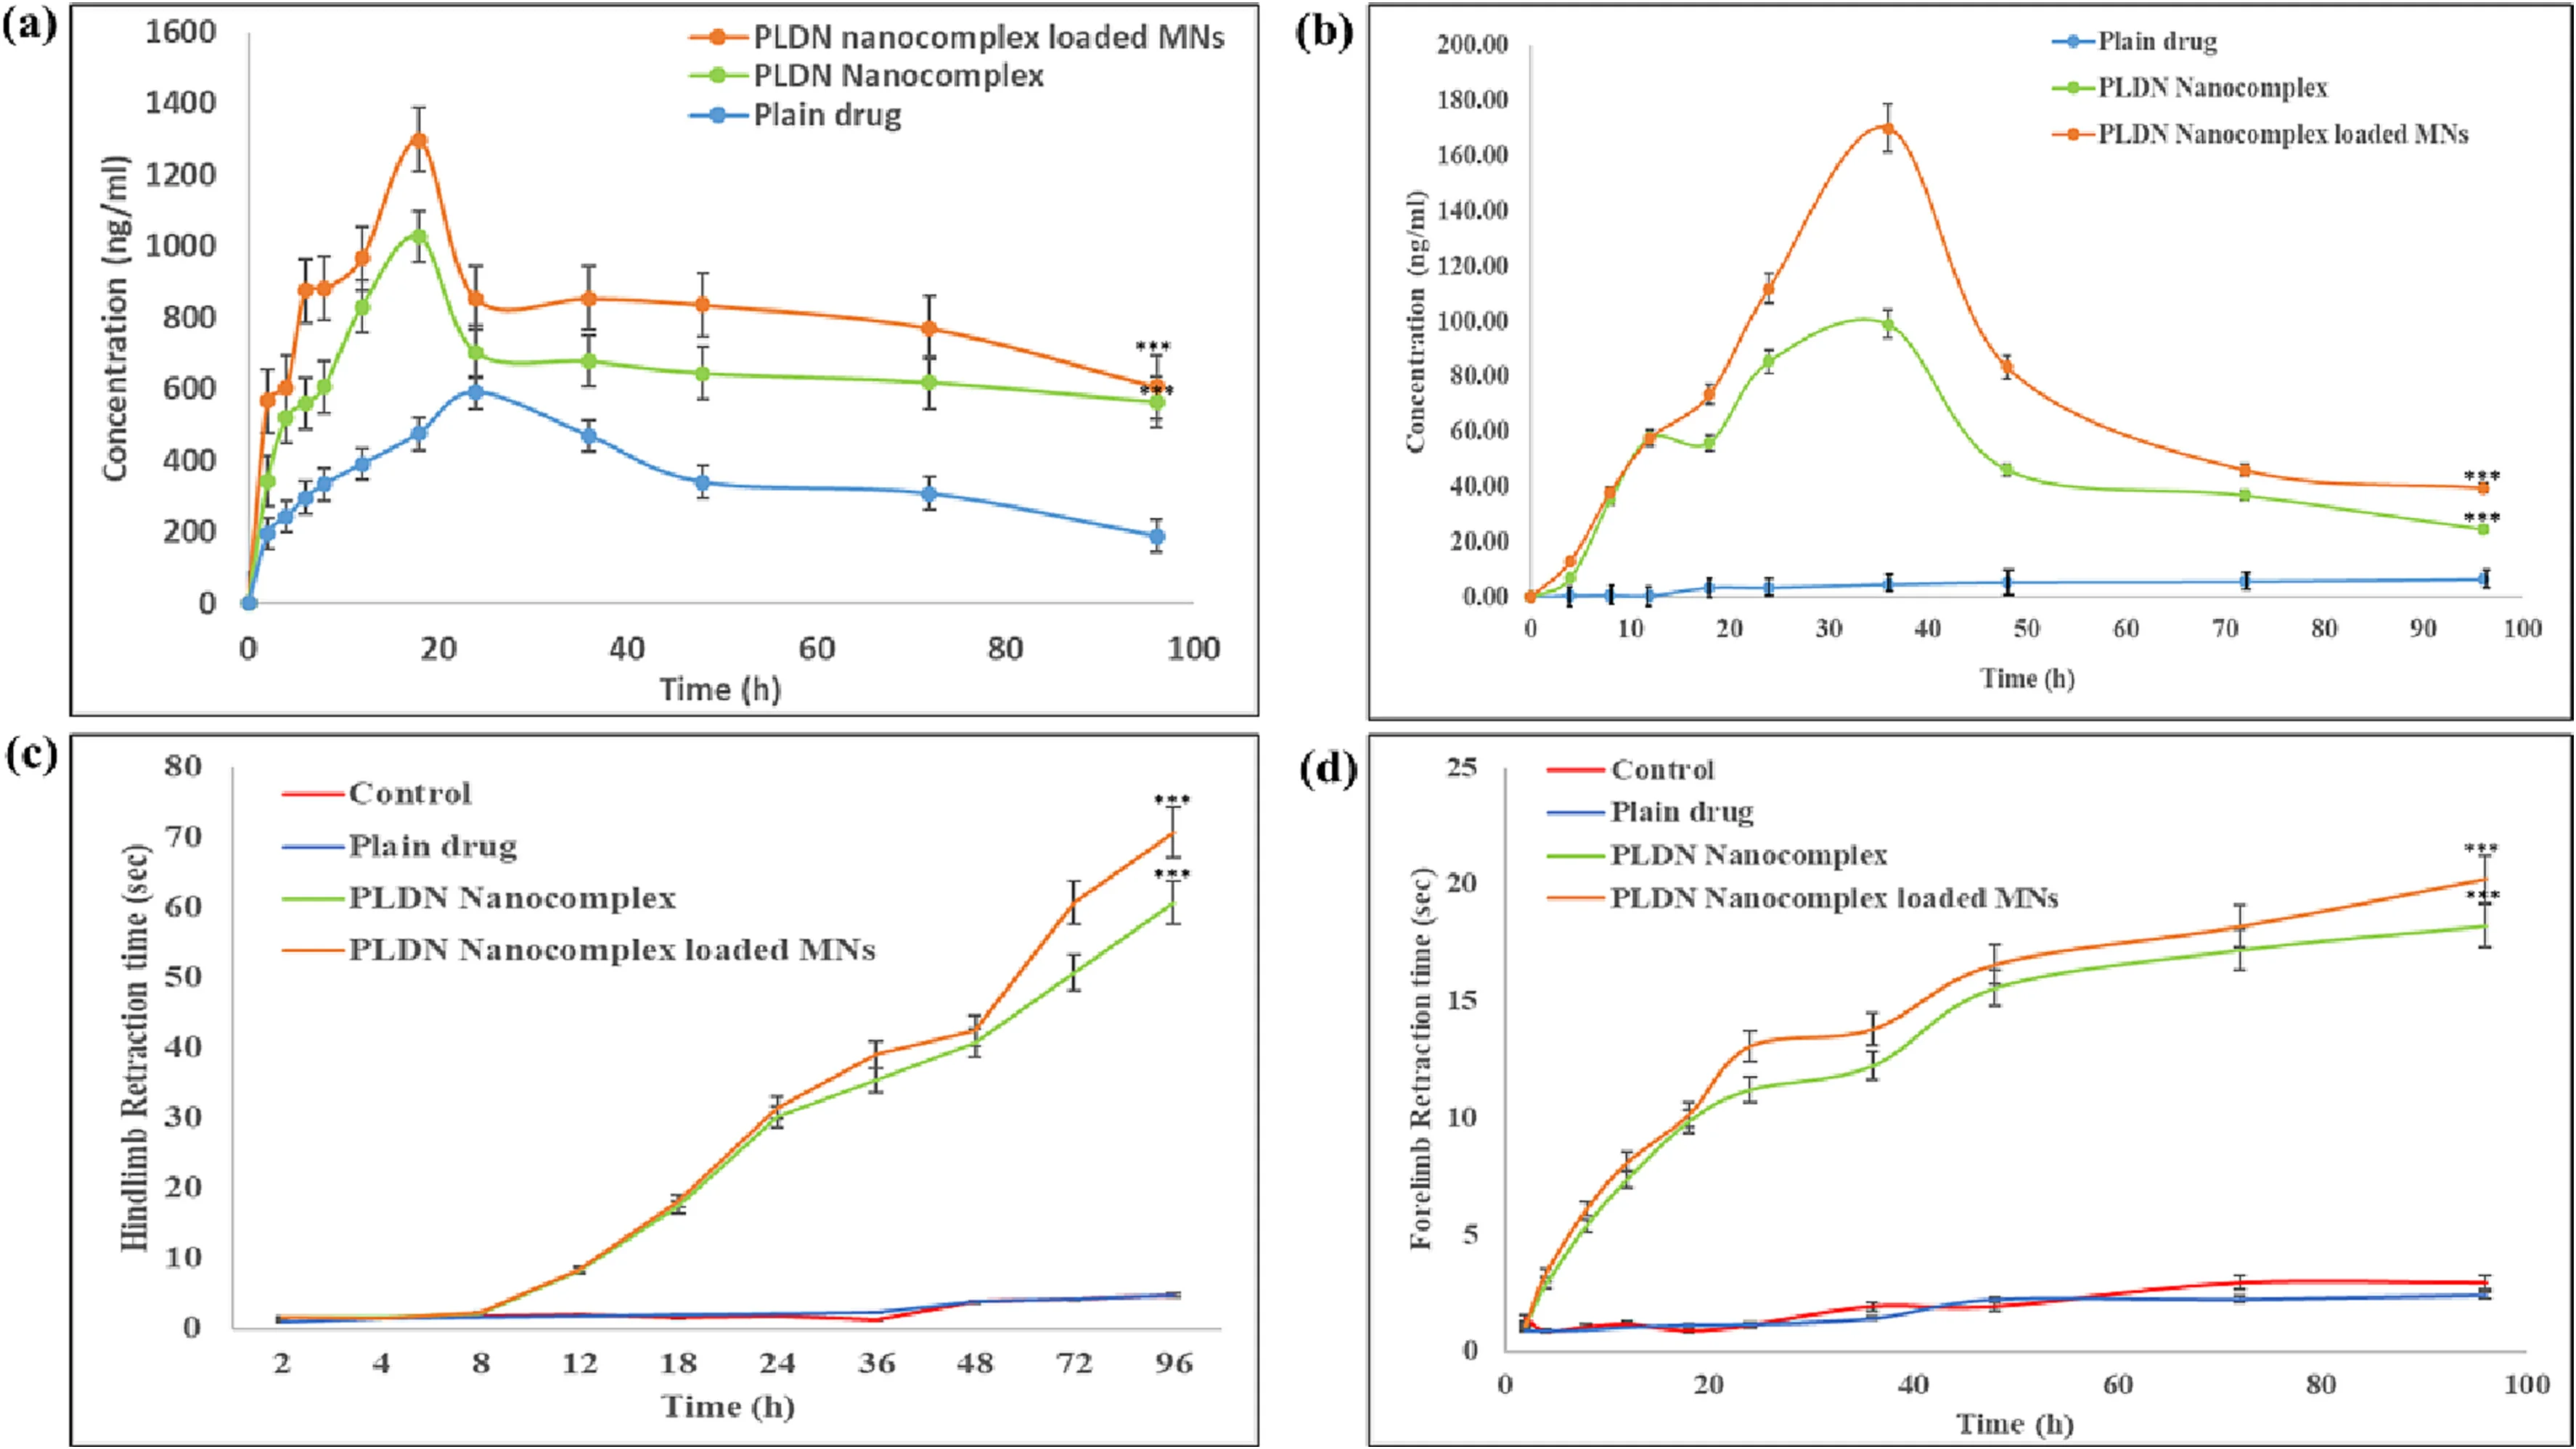 (a)
1600
1400
1200
1000
800
600
400
200
0
Concentration (ng/ml)
PLDN nanocomplex loaded MNs
PLDN Nanocomplex
Plain drug
***
***
0 20 40 60 80 100
Time (h)
(b)
200.00
180.00
160.00
140.00
120.00
100.00
80.00
60.00
40.00
20.00
0.00
Concentration (ng/ml)
Plain drug
PLDN Nanocomplex
PLDN Nanocomplex loaded MNs
***
***
0 10 20 30 40 50 60 70 80 90 100
Time (h)
(c)
80
70
60
50
40
30
20
10
0
Hindlimb Retraction time (sec)
Control
Plain drug
PLDN Nanocomplex
PLDN Nanocomplex loaded MNs
***
***
2 4 8 12 18 24 36 48 72 96
Time (h)
(d)
25
20
15
10
5
0
Forelimb Retraction time (sec)
Control
Plain drug
PLDN Nanocomplex
PLDN Nanocomplex loaded MNs
***
***
0 20 40 60 80 100
Time (h)